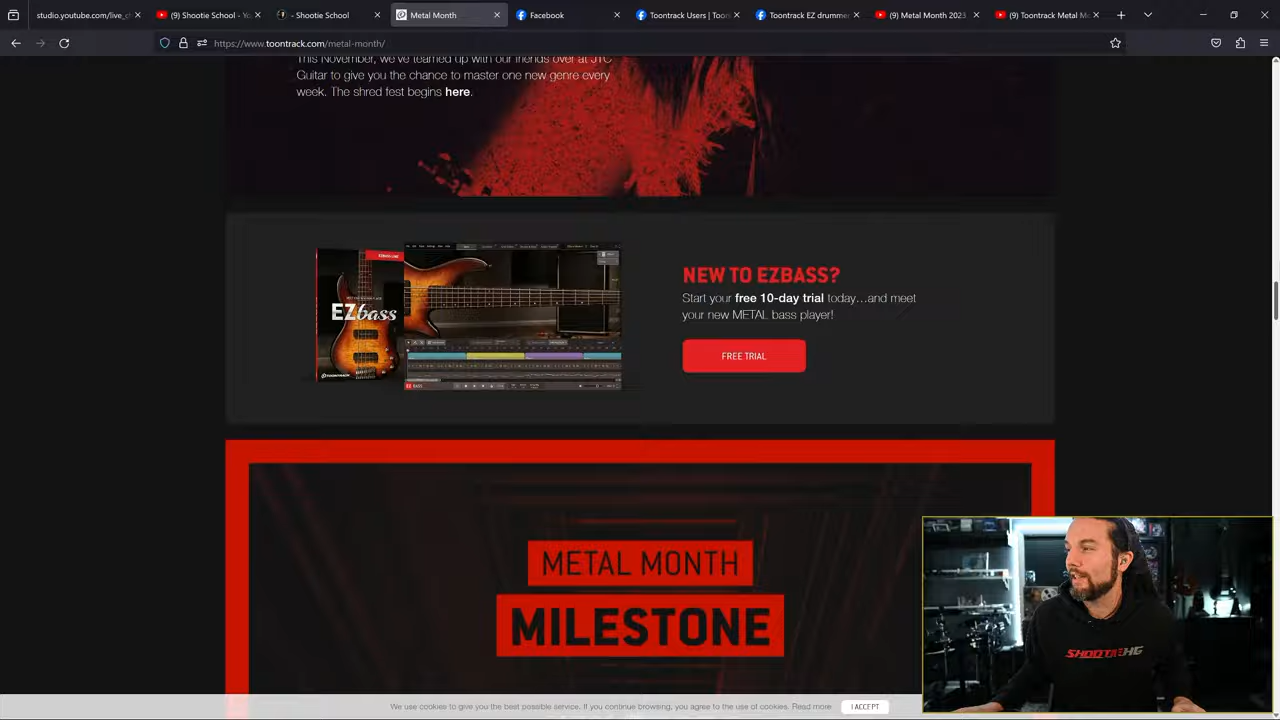 studio.youtube.com/live_c
(9) Shootie School - Yo
- Shootie School
Metal Month
Facebook
Toontrack Users | Toon
Toontrack EZ drummer
(9) Metal Month 2023
(9) Toontrack Metal Mo
https://www.toontrack.com/metal-month/
This November, we've teamed up with our friends over at JTC
Guitar to give you the chance to master one new genre every
week. The shred fest begins here.
EZbass
TOONTRACK
NEW TO EZBASS?
Start your free 10-day trial today...and meet
your new METAL bass player!
FREE TRIAL
METAL MONTH
MILESTONE
SHOOTIEHG
We use cookies to give you the best possible service. If you continue browsing, you agree to the use of cookies. Read more
I ACCEPT